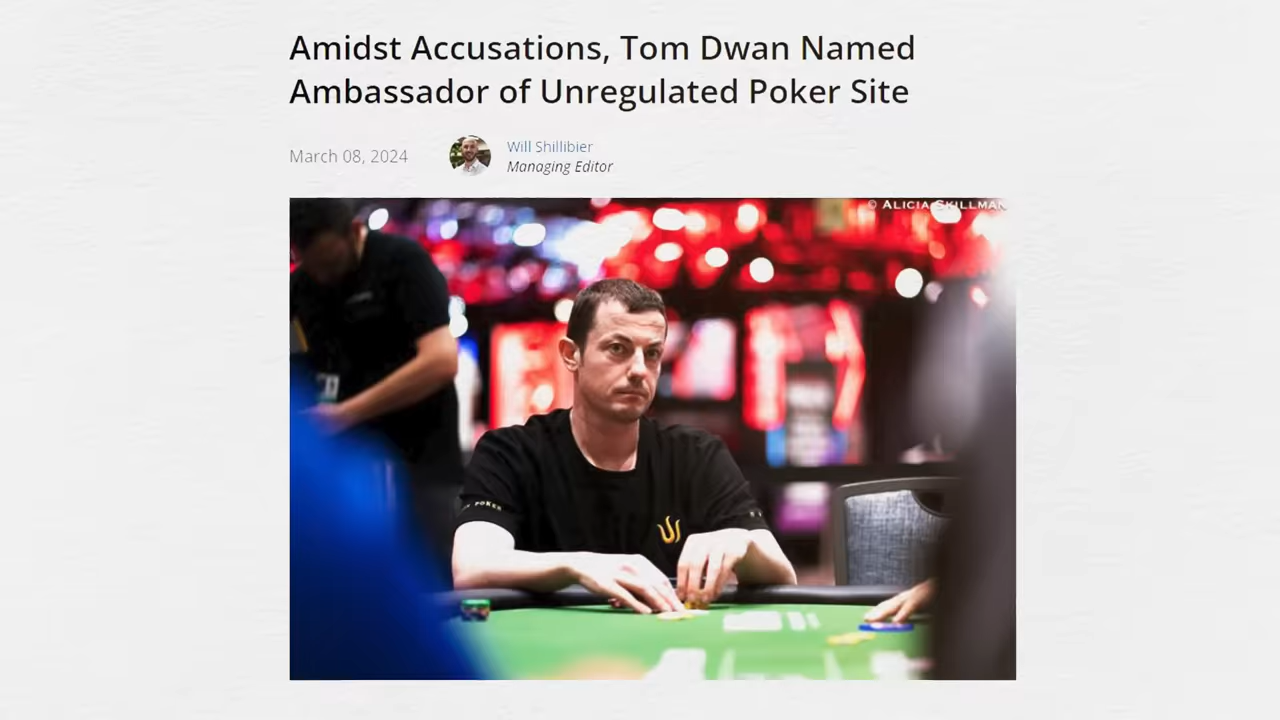 Amidst Accusations, Tom Dwan Named
Ambassador of Unregulated Poker Site
March 08, 2024
Will Shillibier
Managing Editor
© ALICIA SKILLMAN
POKER